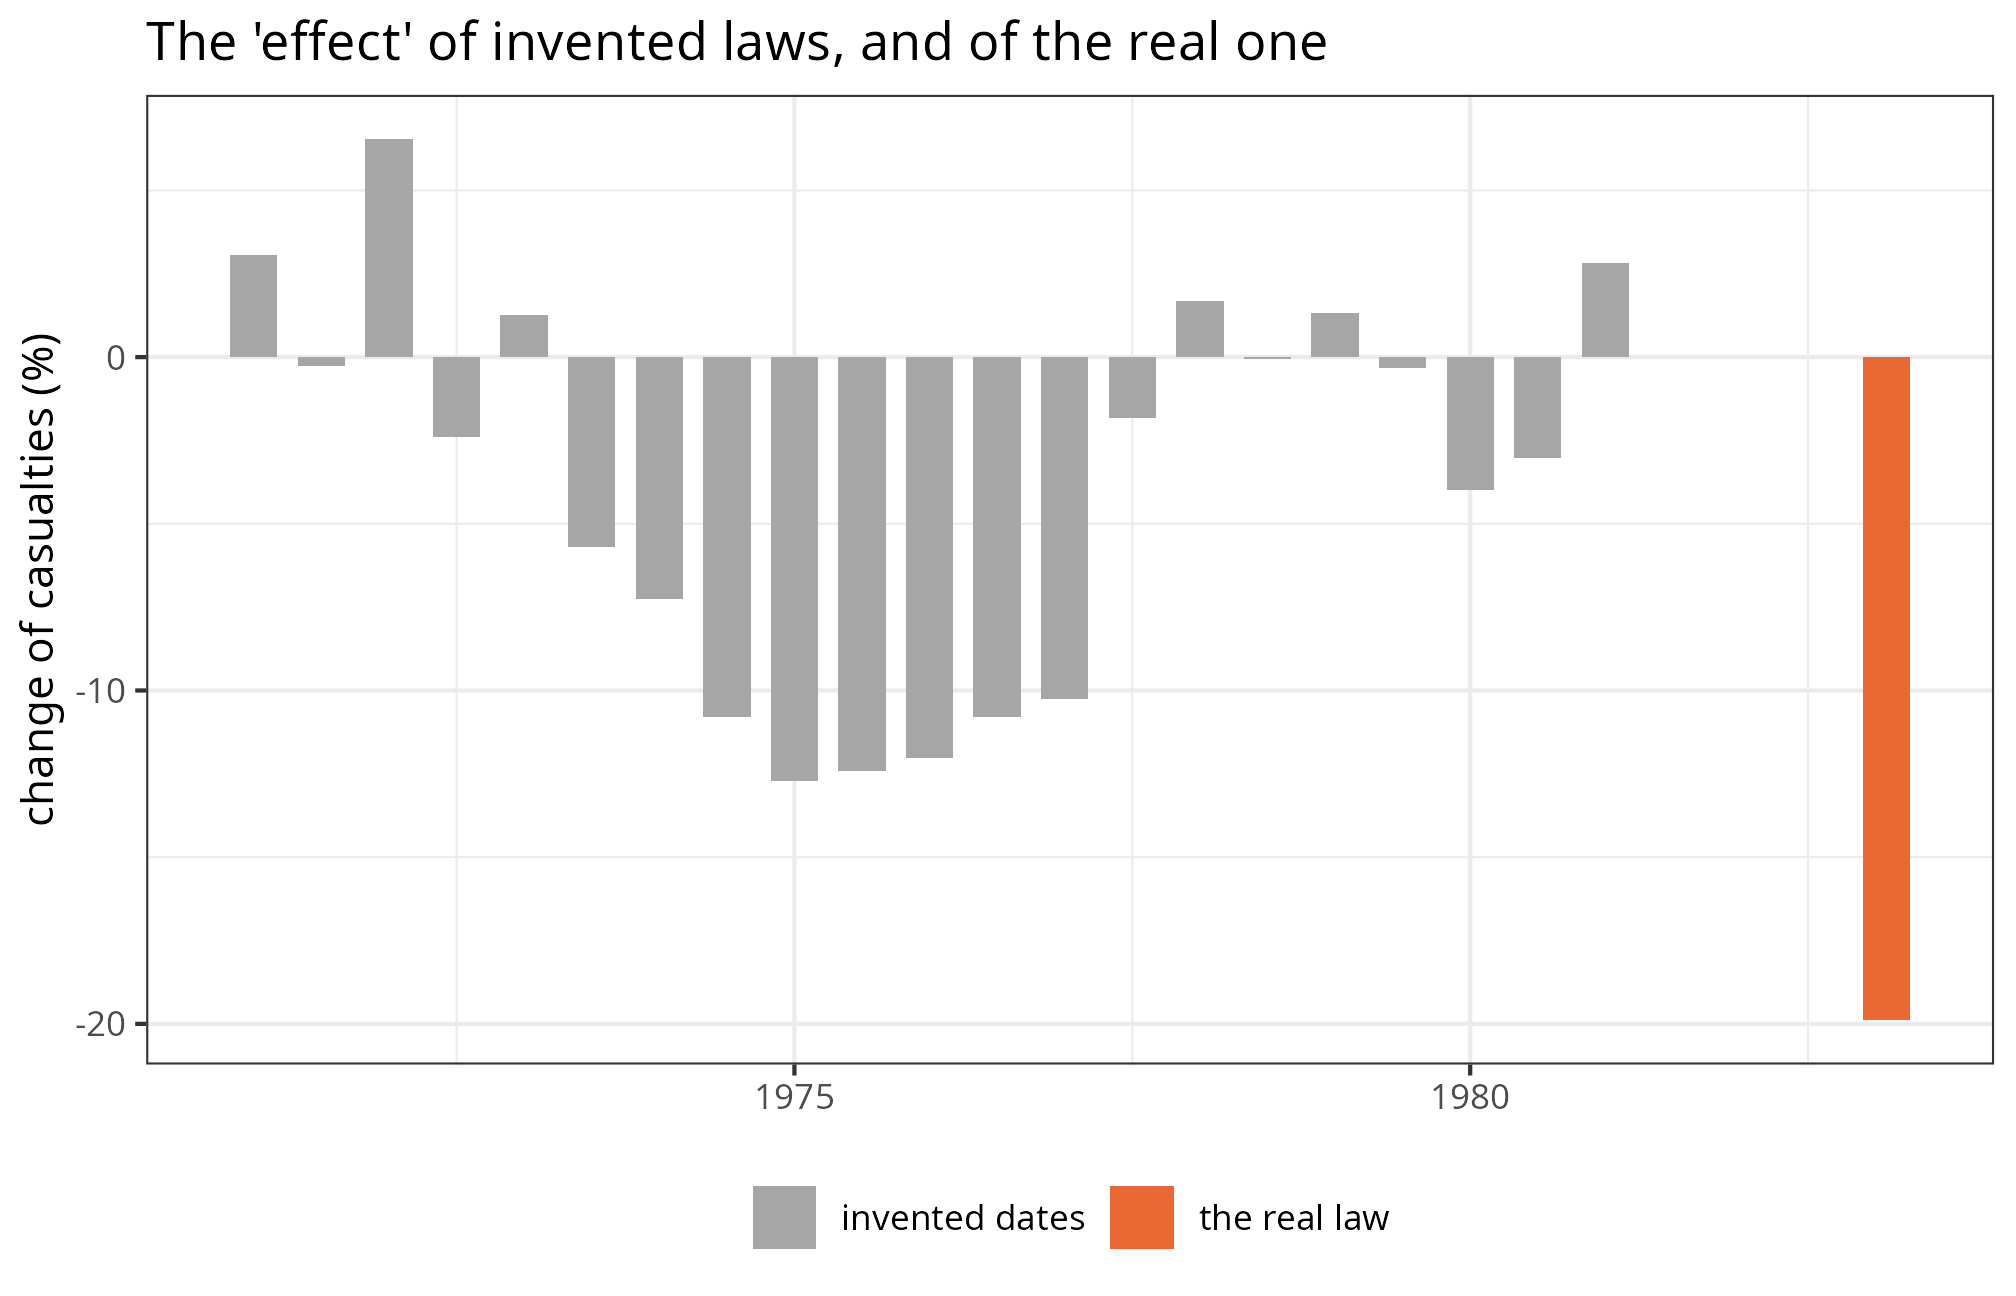 The 'effect' of invented laws, and of the real one
change of casualties (%)
0
-10
-20
1975
1980
invented dates
the real law